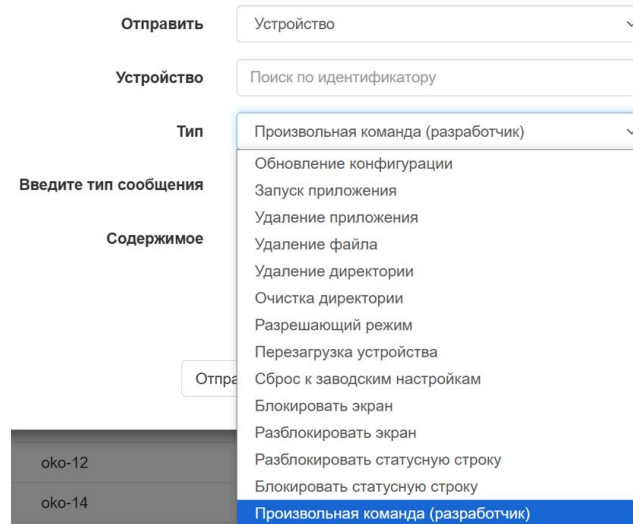 Отправить Устройство
Устройство Поиск по идентификатору
Тип Произвольная команда (разработчик)
Обновление конфигурации
Введите тип сообщения
Запуск приложения
Удаление приложения
Содержимое
Удаление файла
Удаление директории
Очистка директории
Разрешающий режим
Перезагрузка устройства
Сброс к заводским настройкам
Блокировать экран
Разблокировать экран
oko-12 Разблокировать статусную строку
Блокировать статусную строку
oko-14 Произвольная команда (разработчик)